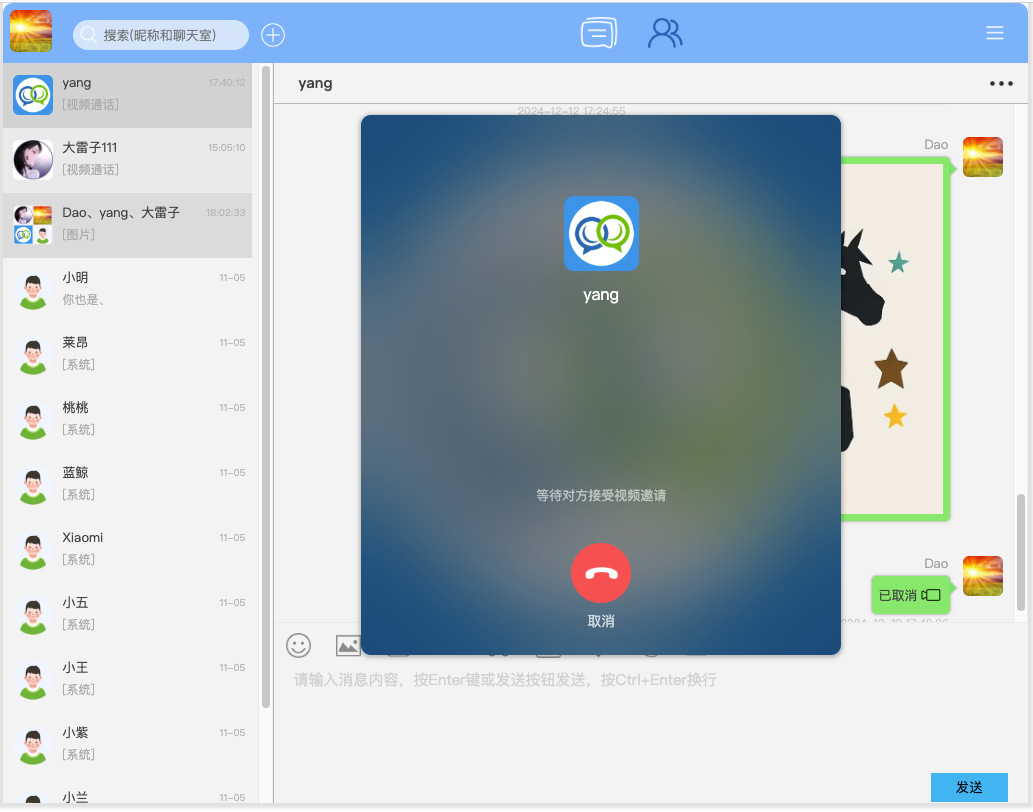 搜索(昵称和聊天室)
yang
17:40:12
[视频通话]
大雷子111
15:05:10
[视频通话]
Dao、yang、大雷子
18:02:33
[图片]
小明
11-05
你也是、
莱昂
11-05
[系统]
桃桃
11-05
[系统]
蓝鲸
11-05
[系统]
Xiaomi
11-05
[系统]
小五
11-05
[系统]
小王
11-05
[系统]
小紫
11-05
[系统]
小兰
11-05
yang
2024-12-12 17:24:55
Dao
yang
等待对方接受视频邀请
取消
Dao
已取消
请输入消息内容，按Enter键或发送按钮发送，按Ctrl+Enter换行
发送